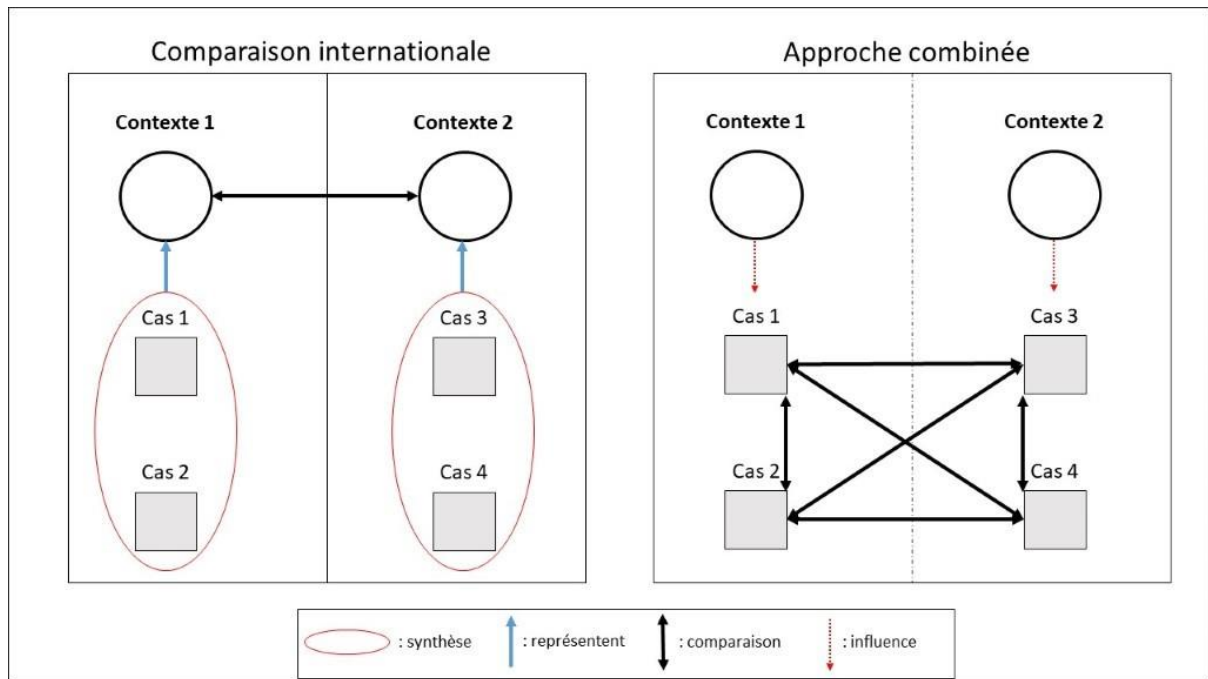 Comparaison internationale
Contexte 1
Contexte 2
Cas 1
Cas 3
Cas 2
Cas 4
Approche combinée
Contexte 1
Contexte 2
Cas 1
Cas 3
Cas 2
Cas 4
: synthèse
: représentent
: comparaison
: influence